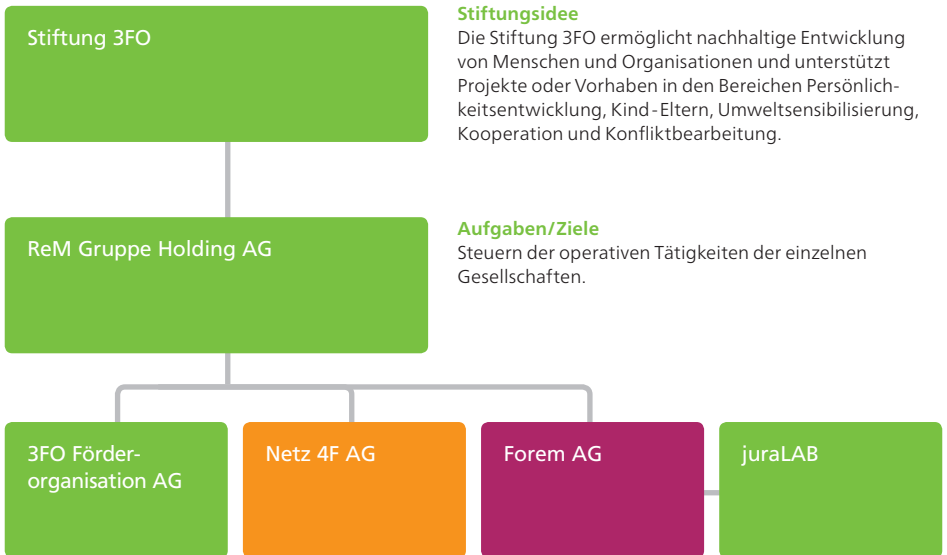 Stiftung 3FO
Stiftungsidee
Die Stiftung 3FO ermöglicht nachhaltige Entwicklung
von Menschen und Organisationen und unterstützt
Projekte oder Vorhaben in den Bereichen Persönlich-
keitsentwicklung, Kind-Eltern, Umweltsensibilisierung,
Kooperation und Konfliktbearbeitung.
ReM Gruppe Holding AG
Aufgaben/Ziele
Steuern der operativen Tätigkeiten der einzelnen
Gesellschaften.
3FO Förder-
organisation AG
Netz 4F AG
Forem AG
juraLAB